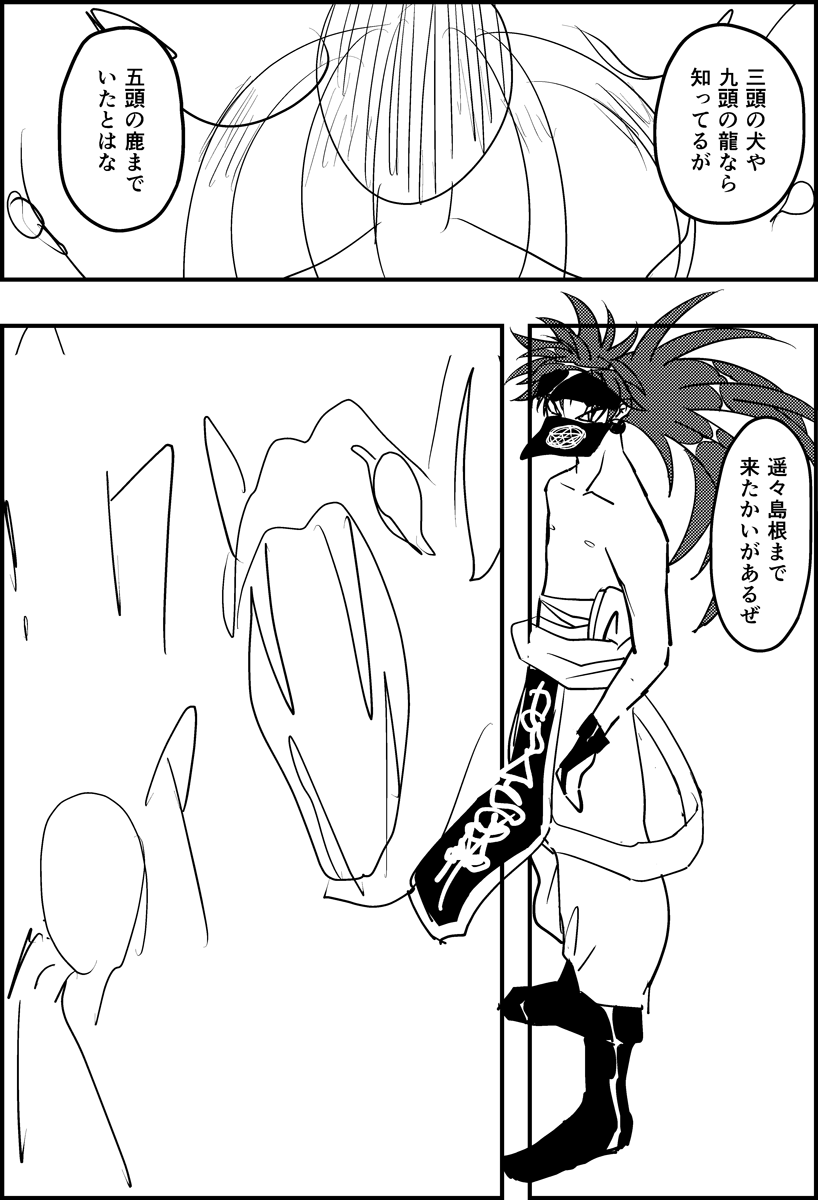 三頭の犬や
九頭の龍なら
知ってるが
五頭の鹿まで
いたとはな
遥々島根まで
来たかいがあるぜ